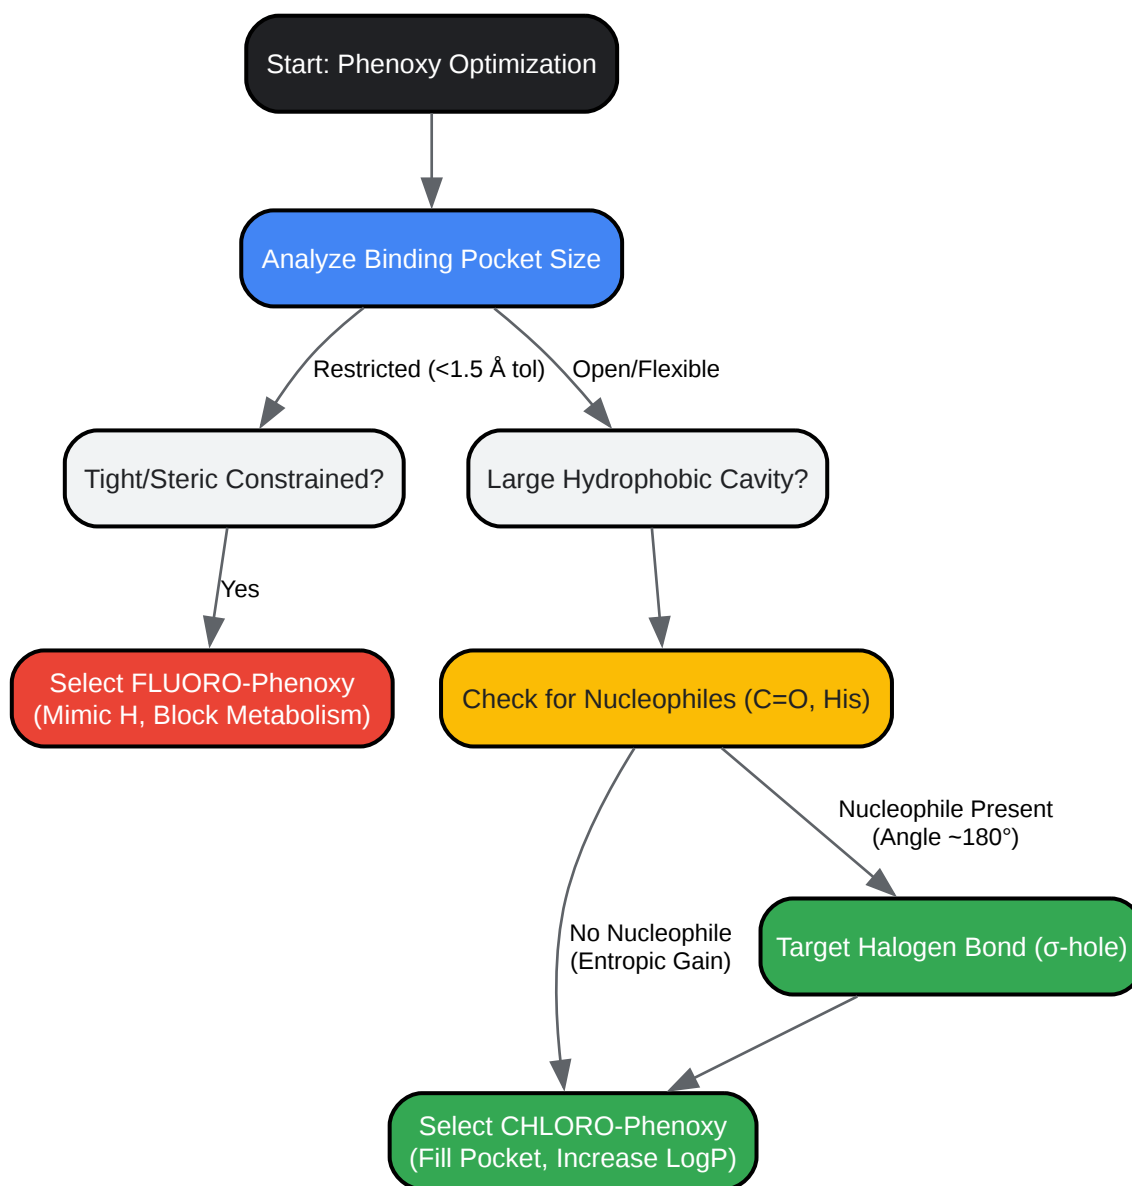 Start: Phenoxy Optimization
Analyze Binding Pocket Size
Restricted (<1.5 Å tol)
Open/Flexible
Tight/Steric Constrained?
Large Hydrophobic Cavity?
Yes
Select FLUORO-Phenoxy
(Mimic H, Block Metabolism)
Check for Nucleophiles (C=O, His)
Nucleophile Present
(Angle ~180°)
No Nucleophile
(Entropic Gain)
Target Halogen Bond (σ-hole)
Select CHLORO-Phenoxy
(Fill Pocket, Increase LogP)